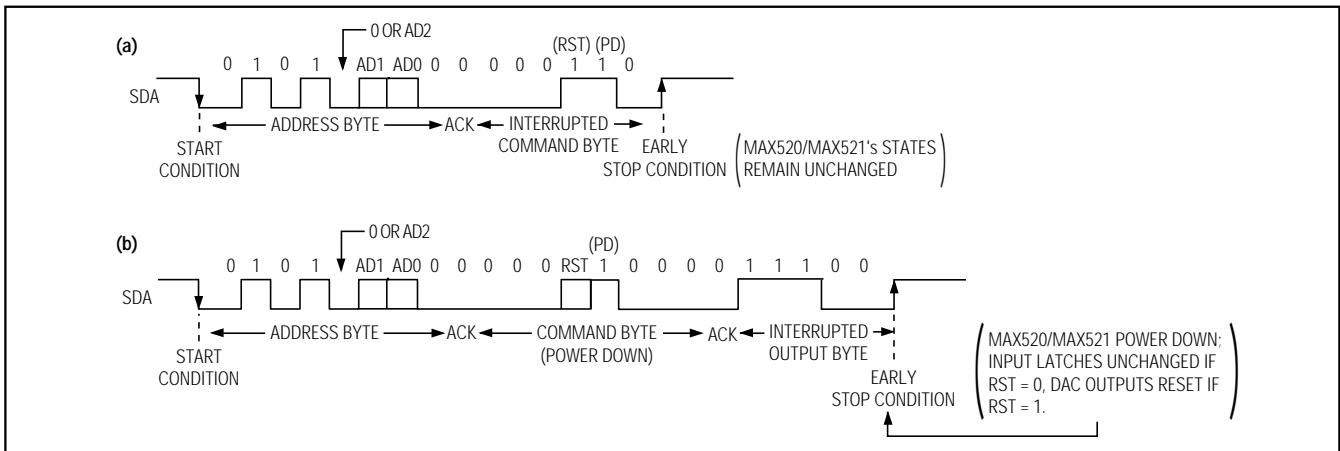 (a)
0 OR AD2
(RST) (PD)
0 1 0 1 AD1 AD0 0 0 0 0 0 1 1 0
SDA
ADDRESS BYTE ACK INTERRUPTED
COMMAND BYTE
START
CONDITION
EARLY
STOP CONDITION
(MAX520/MAX521's STATES
REMAIN UNCHANGED)
(b)
0 OR AD2
(PD)
0 1 0 1 AD1 AD0 0 0 0 0 0 RST 1 0 0 0 0 1 1 1 0 0
SDA
ADDRESS BYTE ACK COMMAND BYTE ACK INTERRUPTED
(POWER DOWN) OUTPUT BYTE
START
CONDITION
EARLY
STOP CONDITION
(MAX520/MAX521 POWER DOWN;
INPUT LATCHES UNCHANGED IF
RST = 0, DAC OUTPUTS RESET IF
RST = 1.)